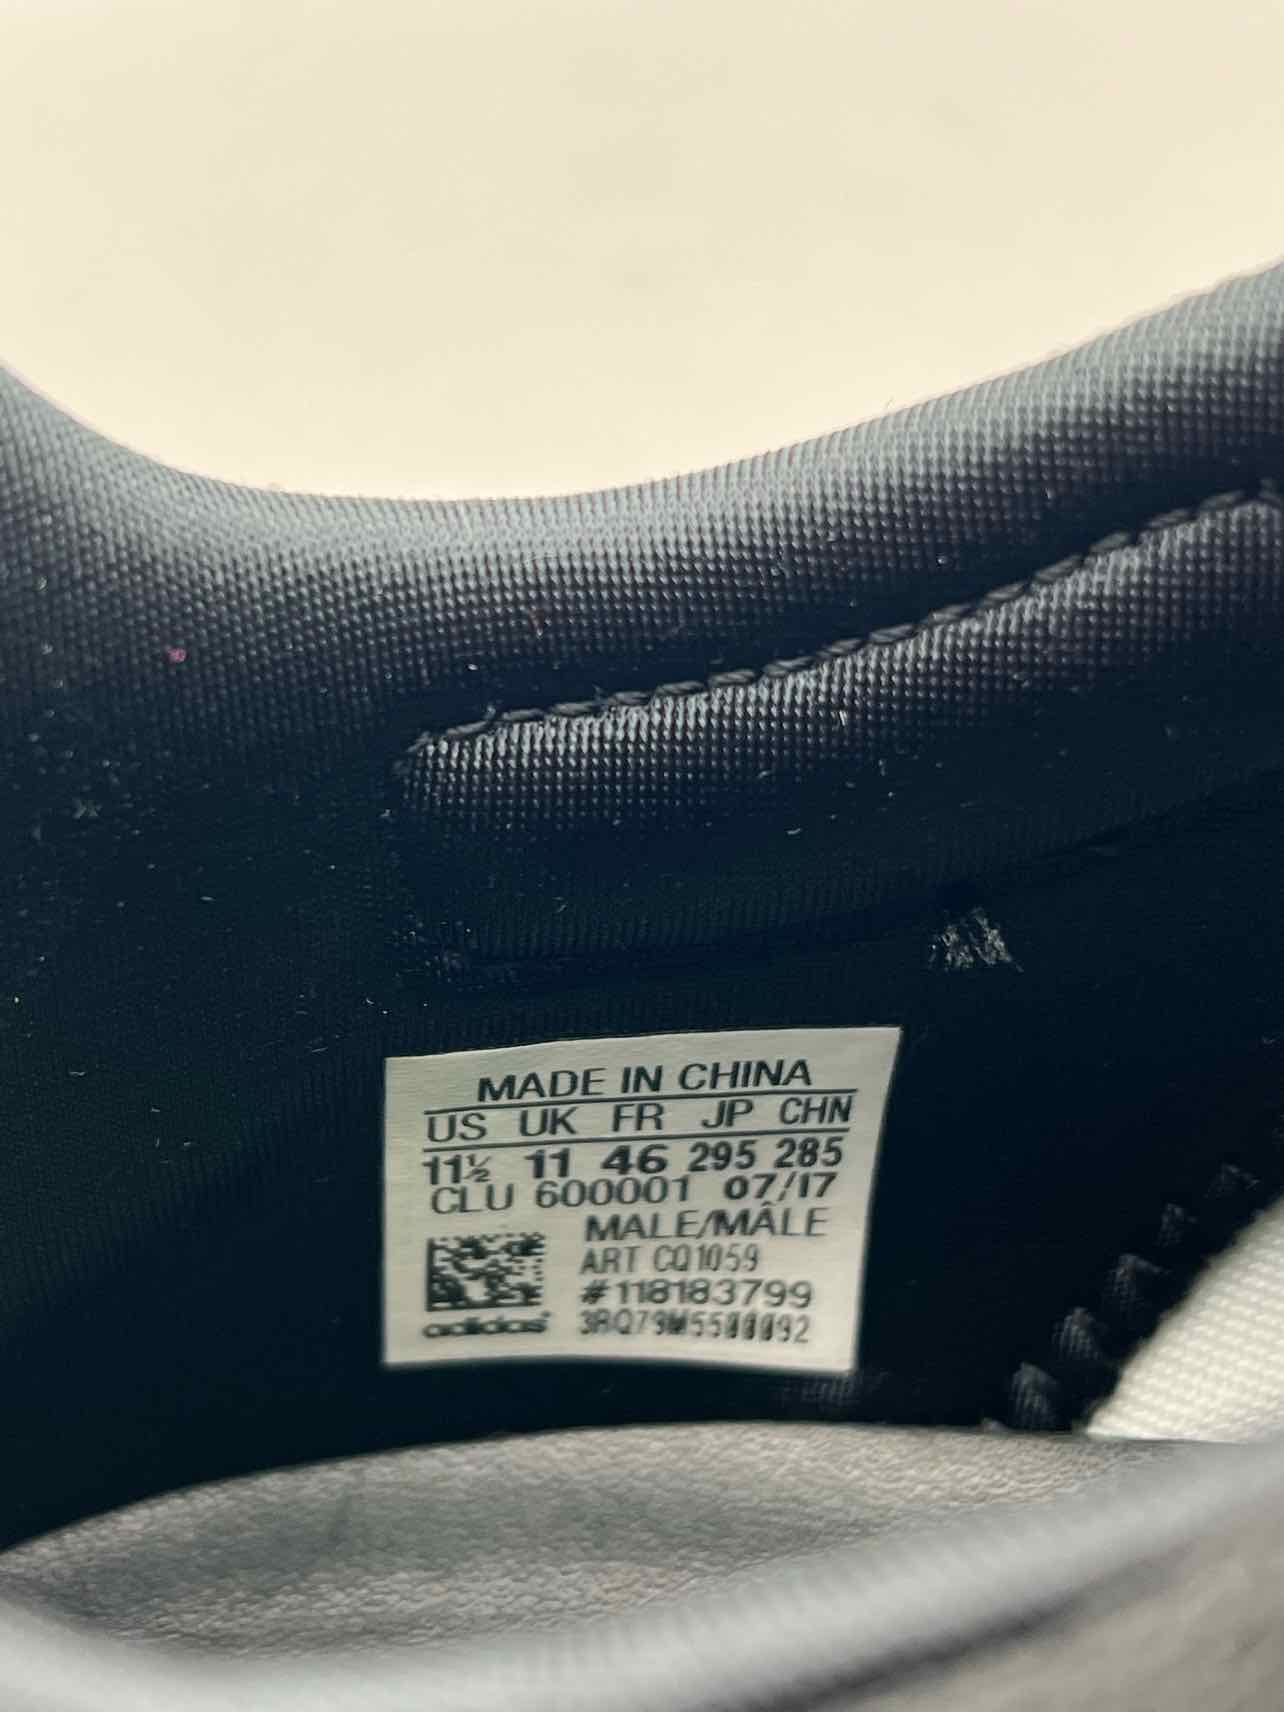 MADE IN CHINA
US UK FR JP CHN
11½ 11 46 295 285
CLU 600001 07/17
MALE/MÂLE
ART CQ1059
#118183799
adidas 3RQ79M5500092